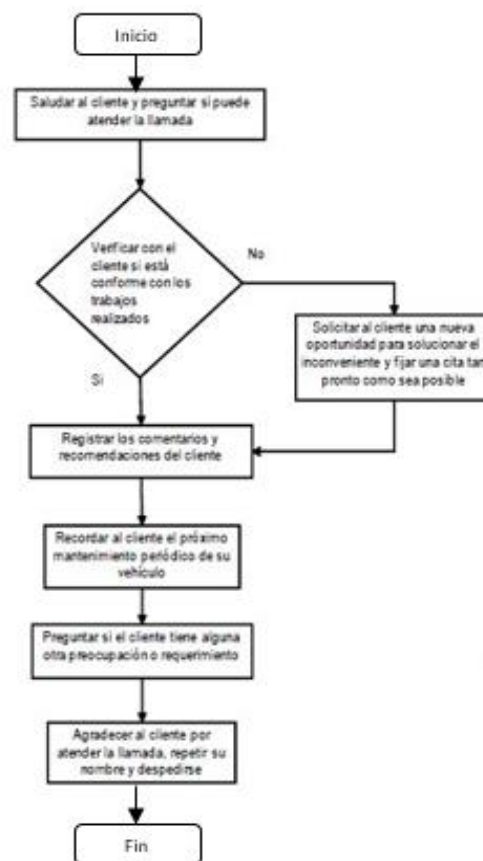 Inicio
Saludar al cliente y preguntar si puede
atender la llamada
Verificar con el
cliente si está
conforme con los
trabajos
realizados
No
Solicitar al cliente una nueva
oportunidad para solucionar el
inconveniente y fijar una cita tan
pronto como sea posible
Si
Registrar los comentarios y
recomendaciones del cliente
Recordar al cliente el próximo
mantenimiento periódico de su
vehículo
Preguntar si el cliente tiene alguna
otra preocupación o requerimiento
Agradecer al cliente por
atender la llamada, repetir su
nombre y despedirse
Fin